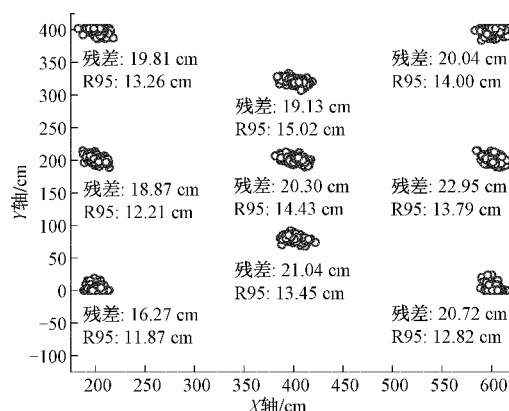 400
350
300
250
200
150
100
50
0
−50
−100
Y轴/cm
残差: 19.81 cm
R95: 13.26 cm
残差: 20.04 cm
R95: 14.00 cm
残差: 19.13 cm
R95: 15.02 cm
残差: 18.87 cm
R95: 12.21 cm
残差: 20.30 cm
R95: 14.43 cm
残差: 22.95 cm
R95: 13.79 cm
残差: 21.04 cm
R95: 13.45 cm
残差: 16.27 cm
R95: 11.87 cm
残差: 20.72 cm
R95: 12.82 cm
200 250 300 350 400 450 500 550 600
X轴/cm